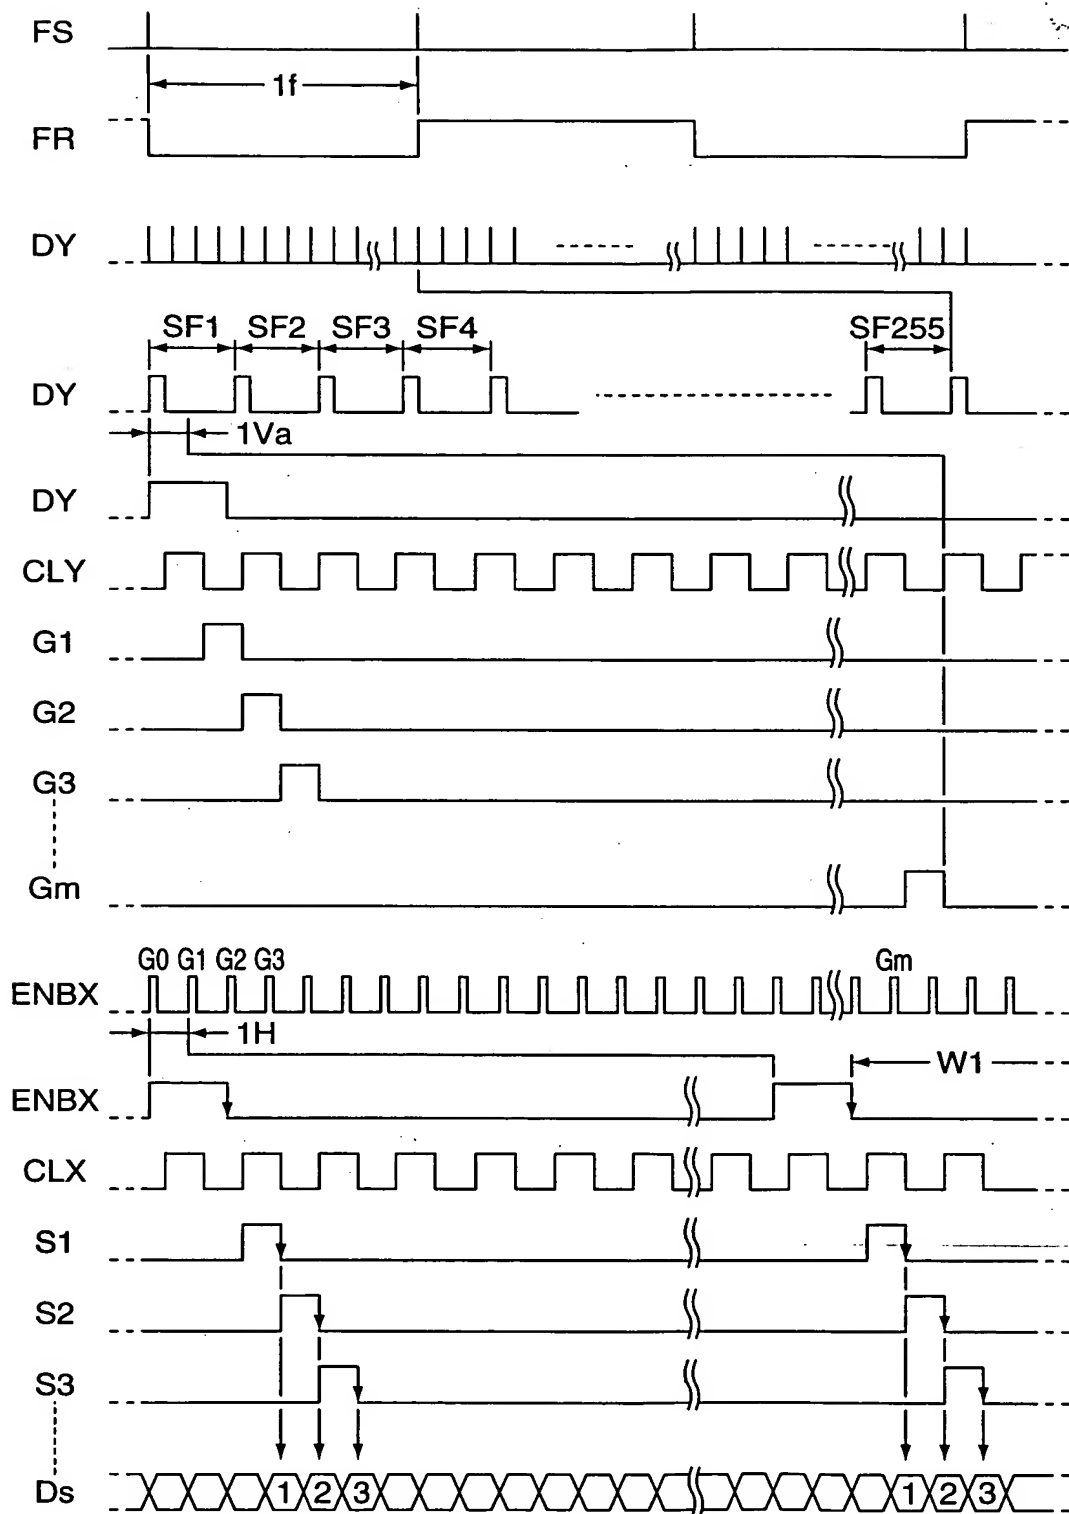 FS
1f
FR
DY
SF1 SF2 SF3 SF4 SF255
DY
1Va
DY
CLY
G1
G2
G3
Gm
G0 G1 G2 G3 Gm
ENBX
1H
W1
ENBX
CLX
S1
S2
S3
Ds 1 2 3 1 2 3